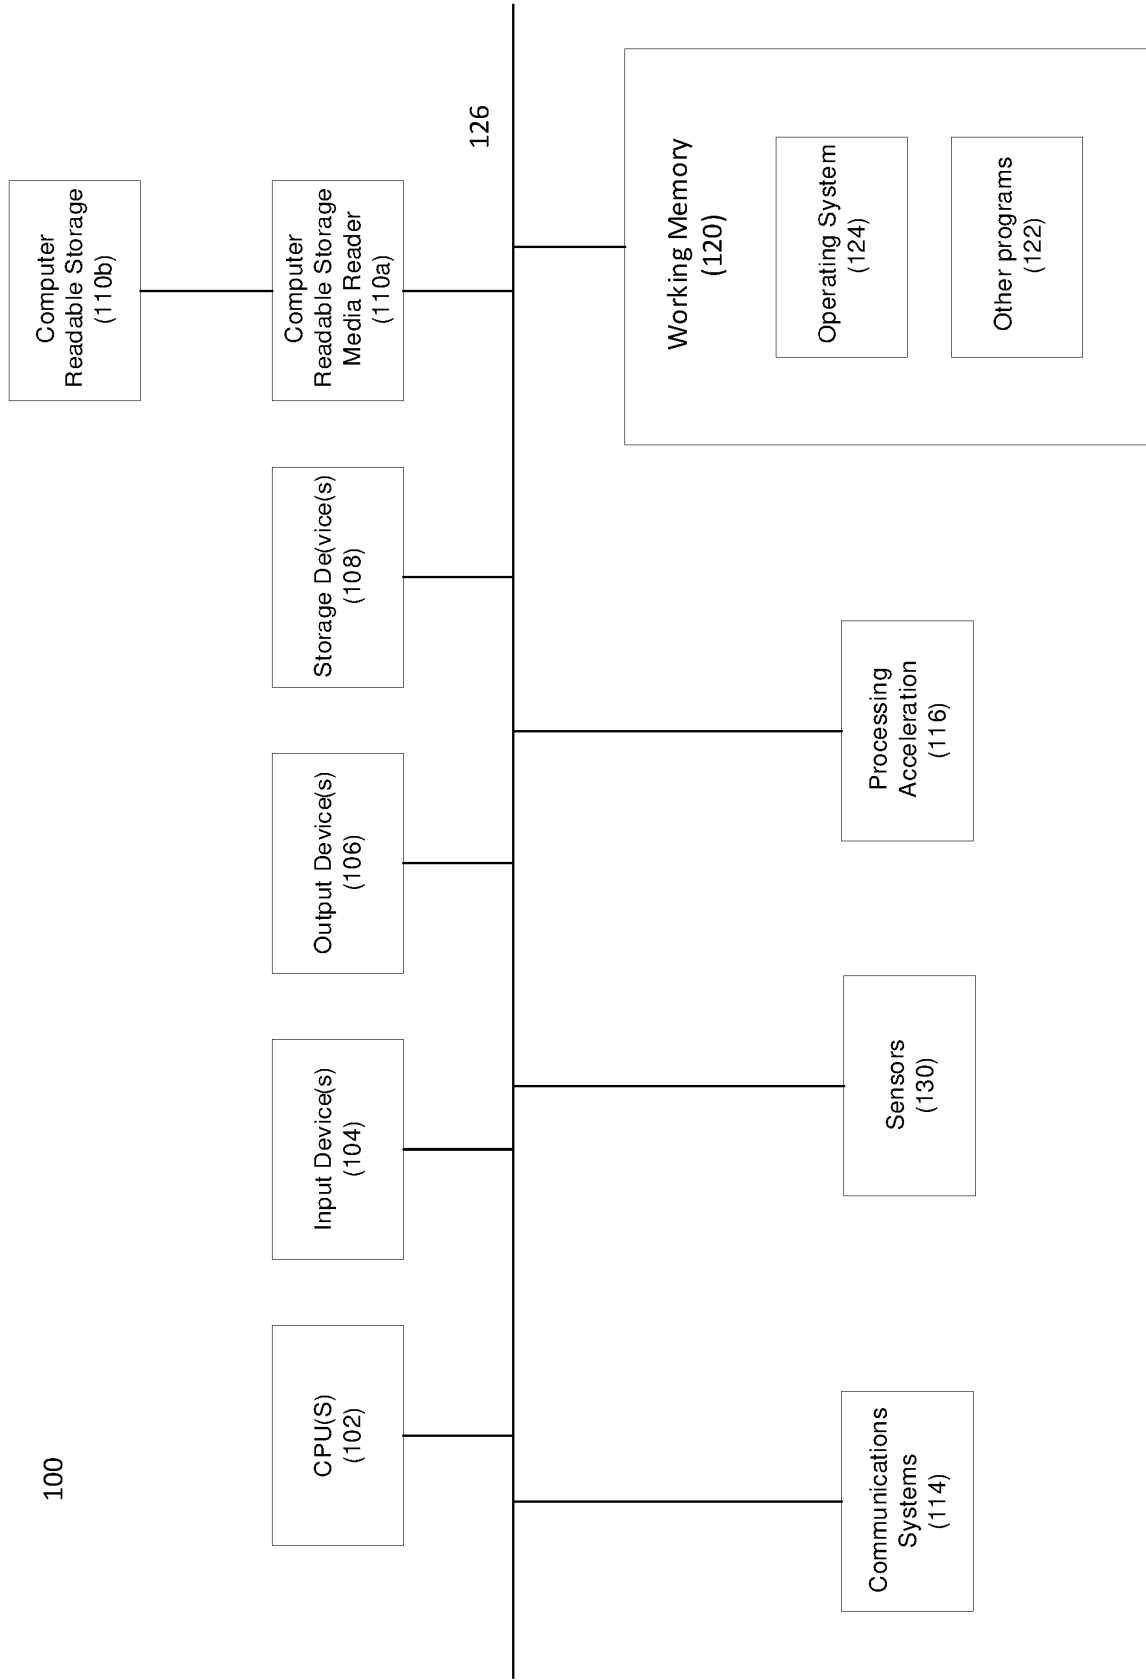 100
CPU(S)
(102)
Input Device(s)
(104)
Output Device(s)
(106)
Storage De(vice(s)
(108)
Computer
Readable Storage
(110b)
Computer
Readable Storage
Media Reader
(110a)
126
Communications
Systems
(114)
Sensors
(130)
Processing
Acceleration
(116)
Working Memory
(120)
Operating System
(124)
Other programs
(122)